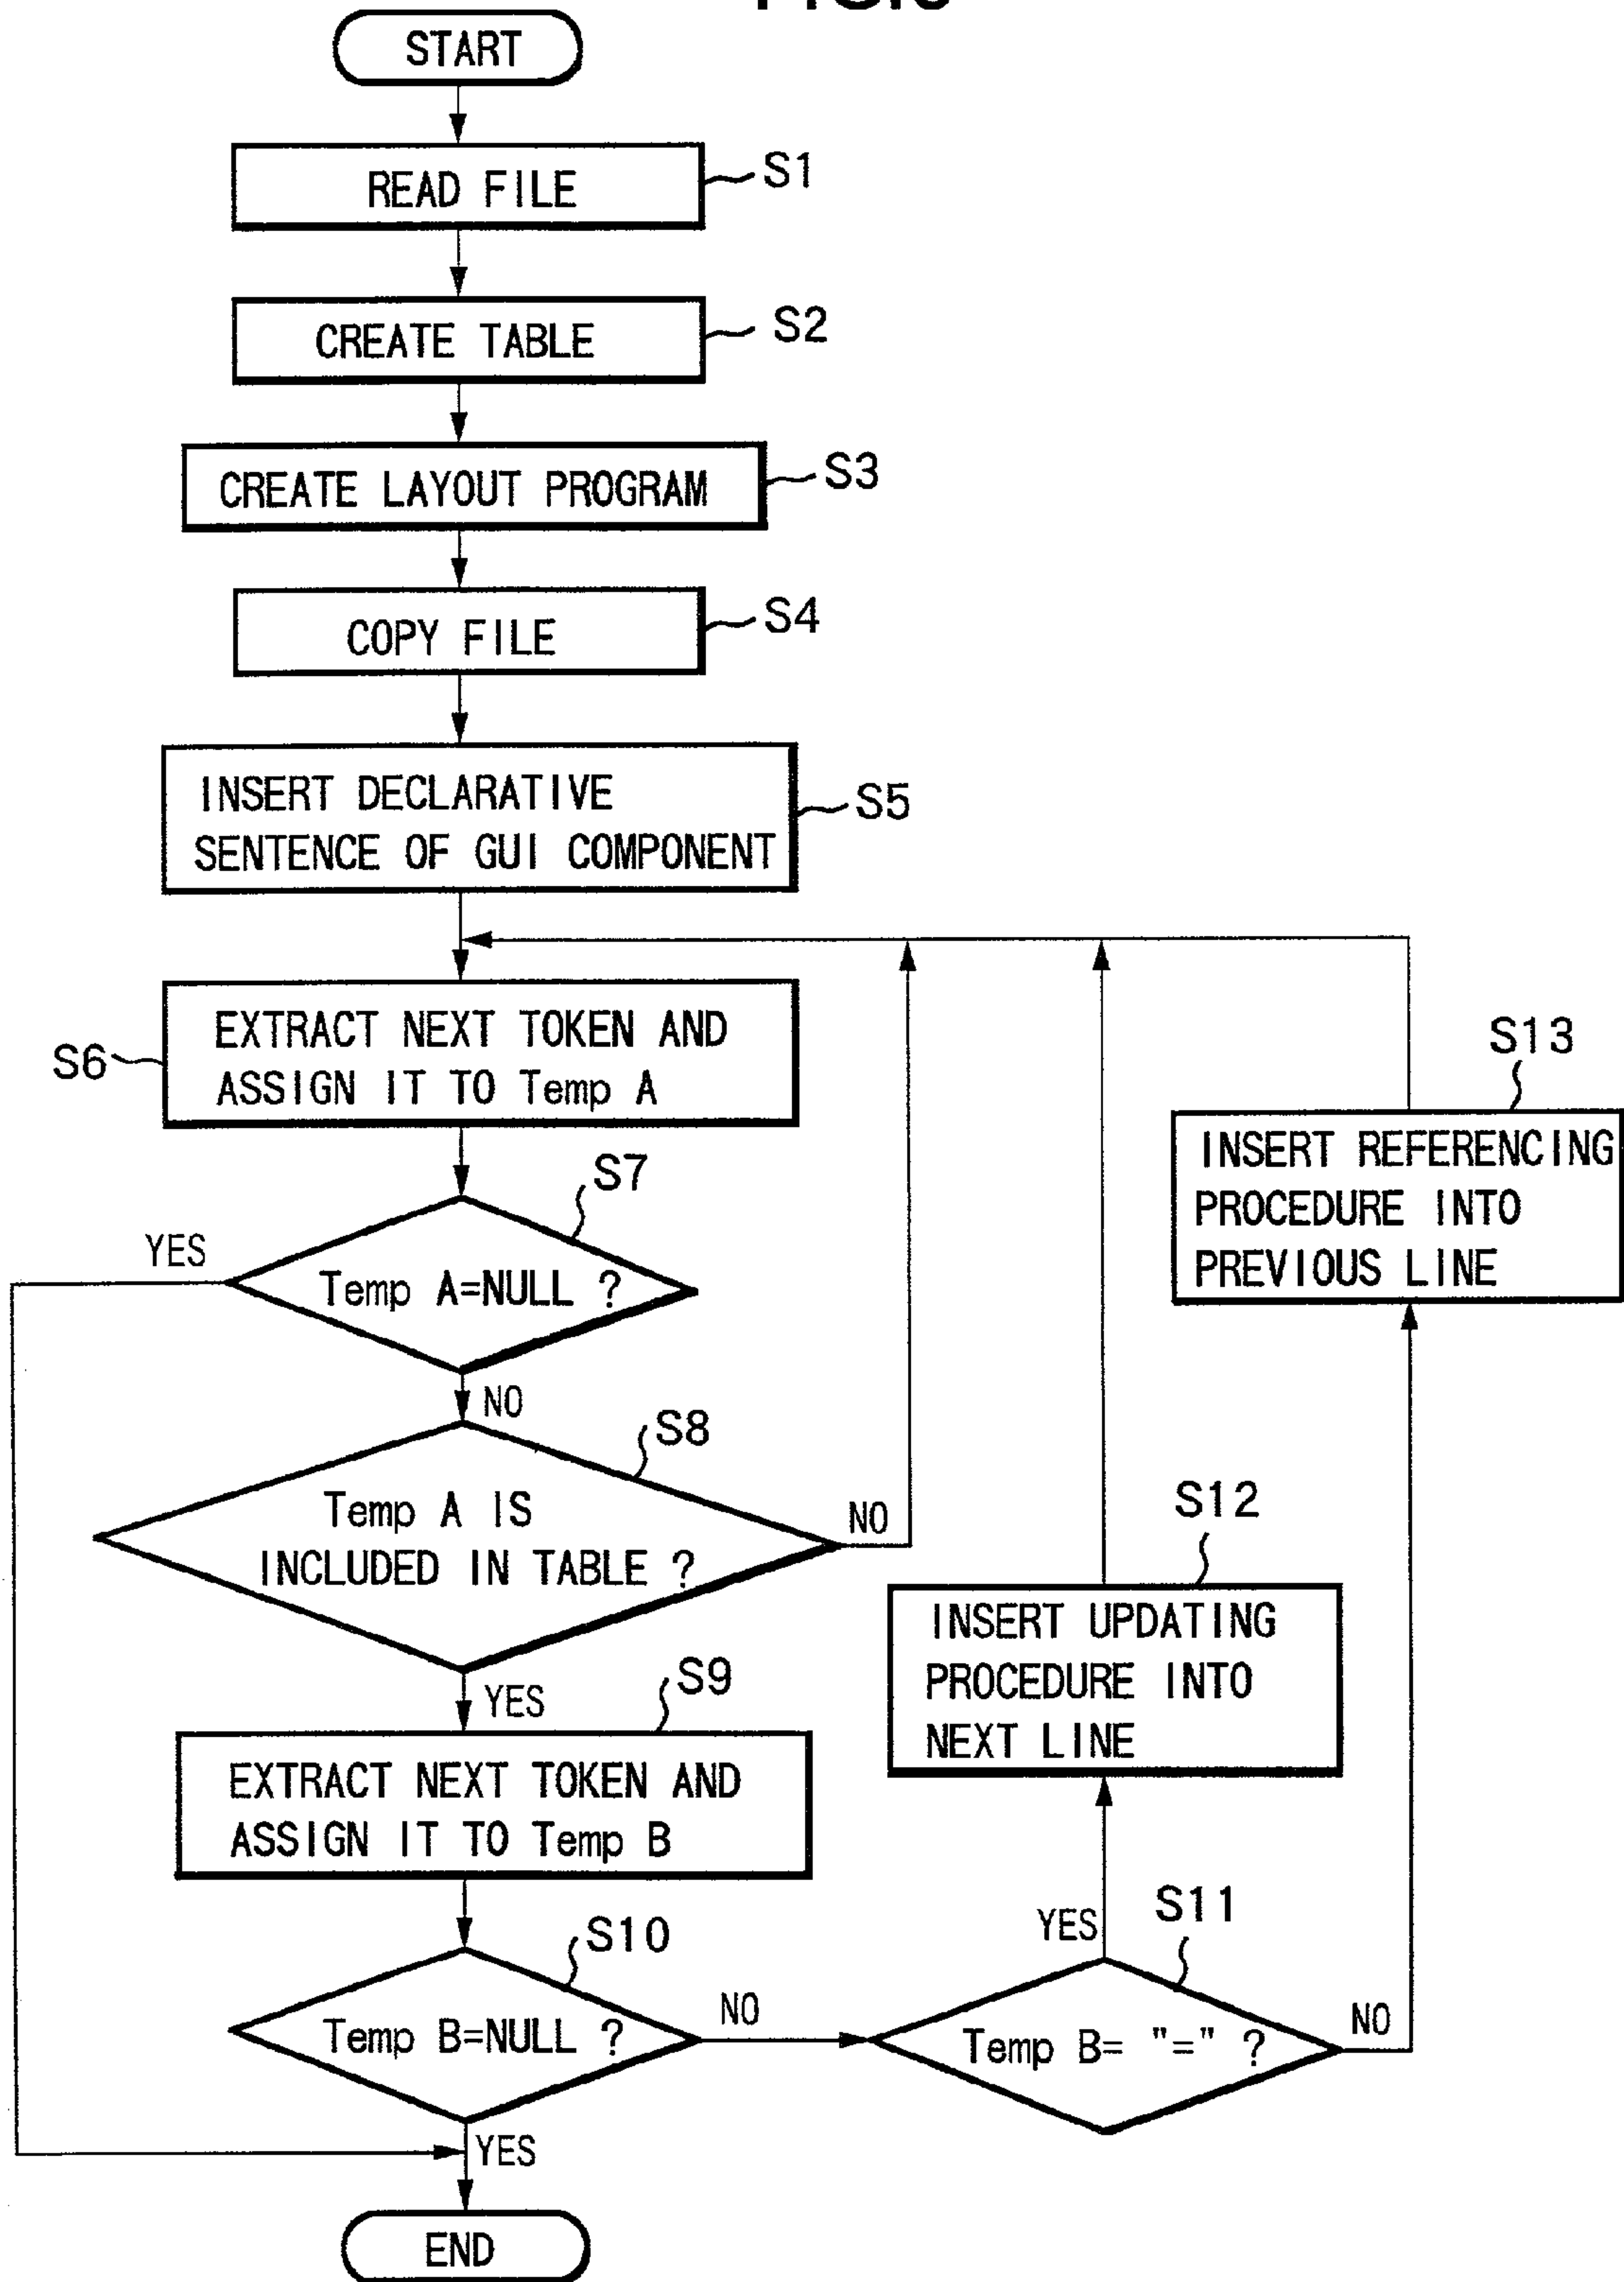 START
READ FILE
S1
CREATE TABLE
S2
CREATE LAYOUT PROGRAM
S3
COPY FILE
S4
INSERT DECLARATIVE
SENTENCE OF GUI COMPONENT
S5
EXTRACT NEXT TOKEN AND
ASSIGN IT TO Temp A
S6
S7
YES
Temp A=NULL ?
NO
S8
Temp A IS
INCLUDED IN TABLE ?
NO
YES
S9
EXTRACT NEXT TOKEN AND
ASSIGN IT TO Temp B
S10
Temp B=NULL ?
NO
YES
S11
YES
Temp B= "=" ?
NO
S12
INSERT UPDATING
PROCEDURE INTO
NEXT LINE
S13
INSERT REFERENCING
PROCEDURE INTO
PREVIOUS LINE
END